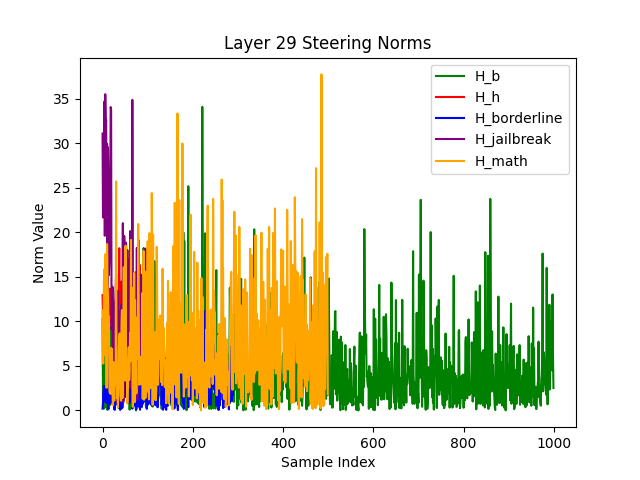 Layer 29 Steering Norms
H_b
H_h
H_borderline
H_jailbreak
H_math
Norm Value
35
30
25
20
15
10
5
0
0 200 400 600 800 1000
Sample Index